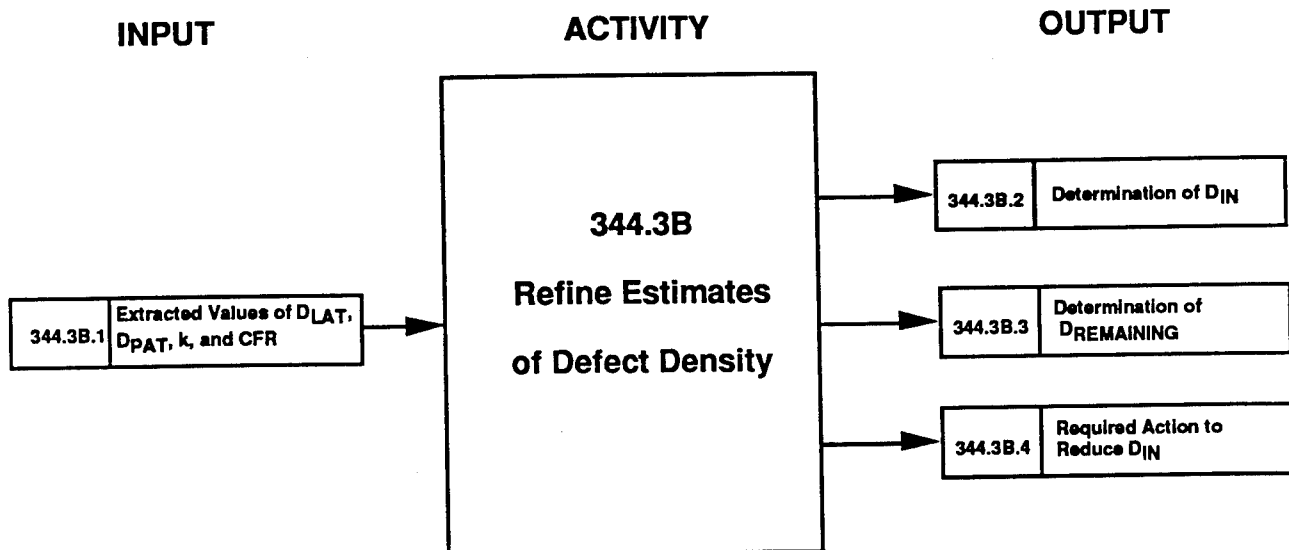 INPUT
ACTIVITY
OUTPUT
344.3B.1
Extracted Values of DLAT,
DPAT, k, and CFR
344.3B
Refine Estimates
of Defect Density
344.3B.2
Determination of DIN
344.3B.3
Determination of
DREMAINING
344.3B.4
Required Action to
Reduce DIN